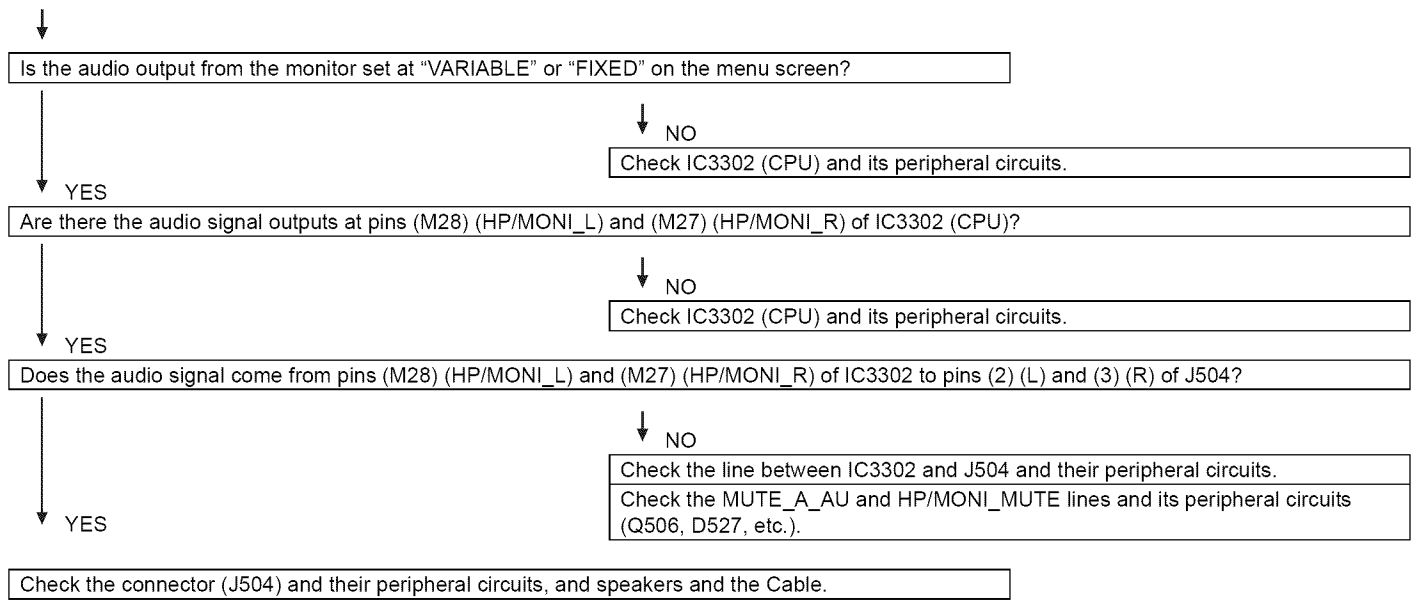 Is the audio output from the monitor set at “VARIABLE” or “FIXED” on the menu screen?
NO
Check IC3302 (CPU) and its peripheral circuits.
YES
Are there the audio signal outputs at pins (M28) (HP/MONI_L) and (M27) (HP/MONI_R) of IC3302 (CPU)?
NO
Check IC3302 (CPU) and its peripheral circuits.
YES
Does the audio signal come from pins (M28) (HP/MONI_L) and (M27) (HP/MONI_R) of IC3302 to pins (2) (L) and (3) (R) of J504?
NO
Check the line between IC3302 and J504 and their peripheral circuits.
Check the MUTE_A_AU and HP/MONI_MUTE lines and its peripheral circuits
(Q506, D527, etc.).
YES
Check the connector (J504) and their peripheral circuits, and speakers and the Cable.